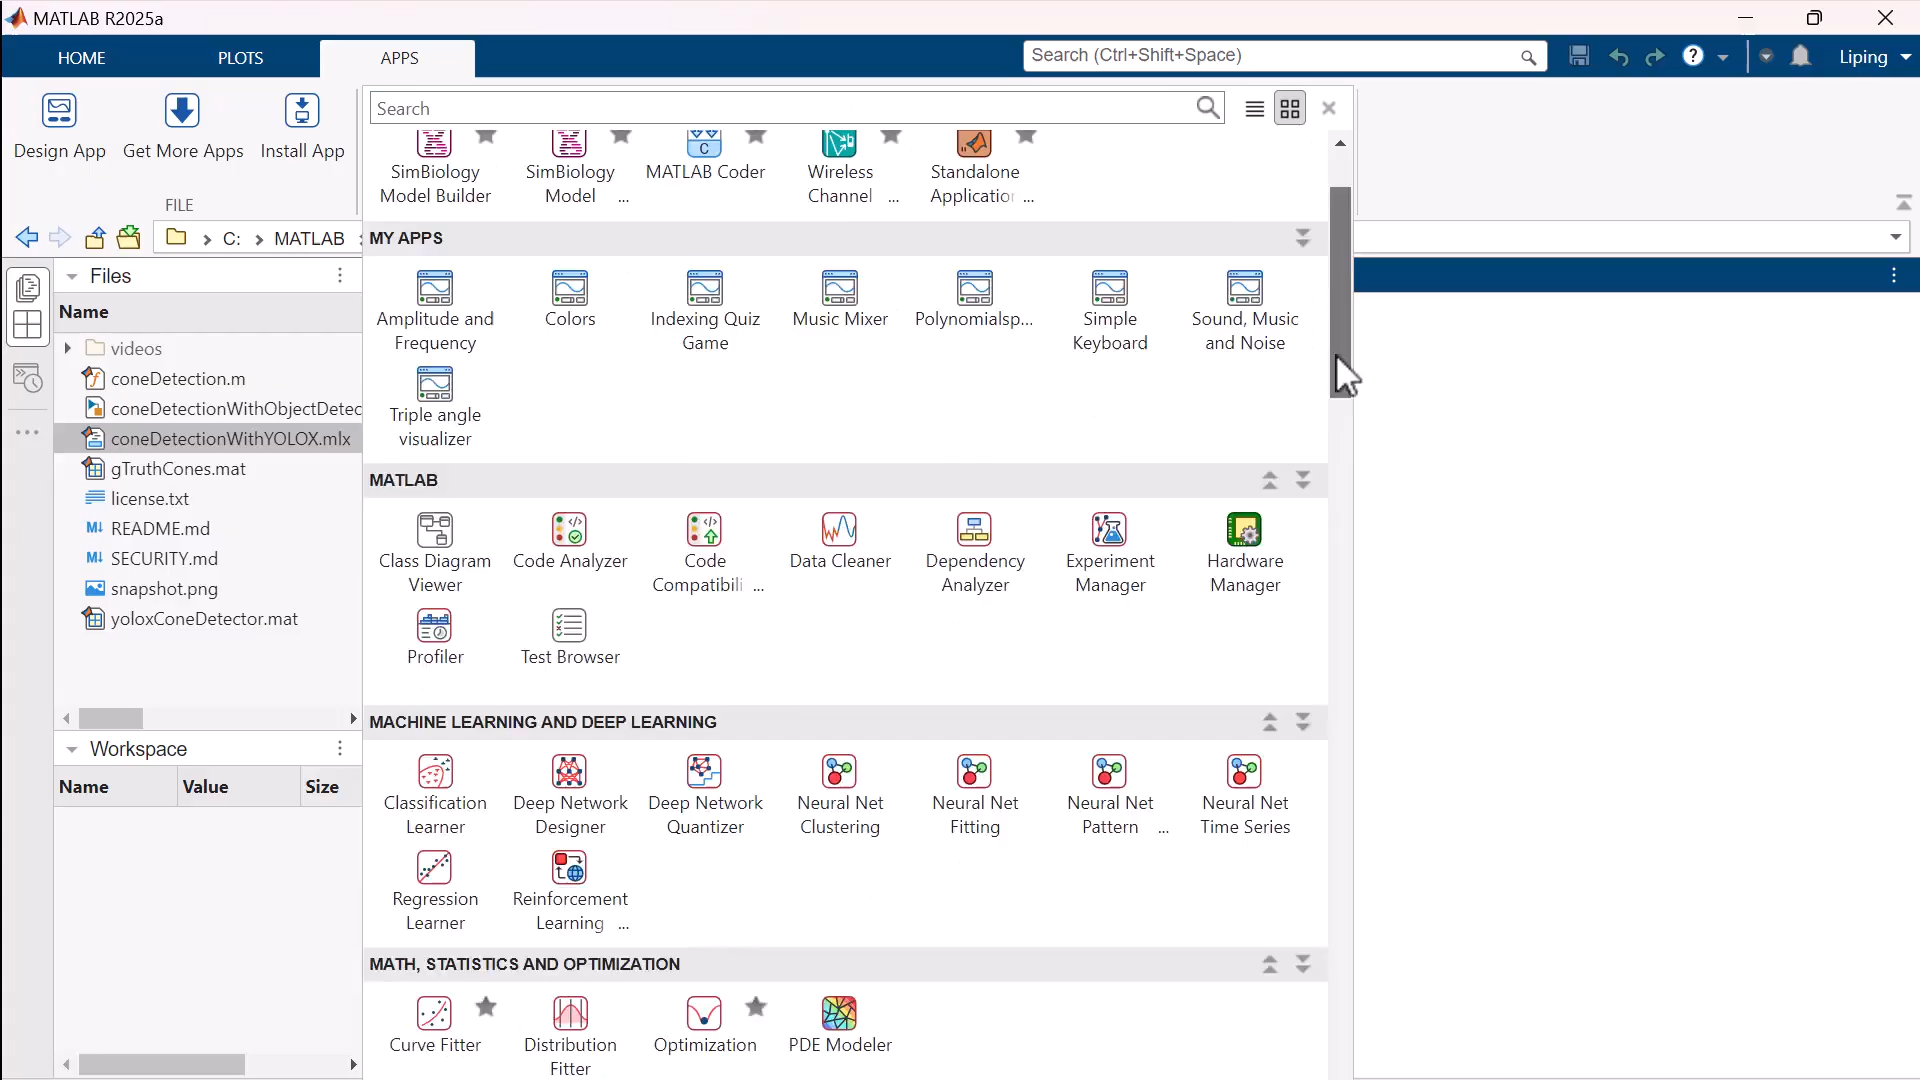 MATLAB R2025a
HOME
PLOTS
APPS
Search (Ctrl+Shift+Space)
Liping
Design App
Get More Apps
Install App
FILE
C:
MATLAB
Files
Name
videos
coneDetection.m
coneDetectionWithObjectDetec
coneDetectionWithYOLOX.mlx
gTruthCones.mat
license.txt
README.md
SECURITY.md
snapshot.png
yoloxConeDetector.mat
Workspace
Name
Value
Size
Search
SimBiology
Model Builder
SimBiology
Model ...
MATLAB Coder
Wireless
Channel ...
Standalone
Application ...
MY APPS
Amplitude and
Frequency
Colors
Indexing Quiz
Game
Music Mixer
Polynomialsp...
Simple
Keyboard
Sound, Music
and Noise
Triple angle
visualizer
MATLAB
Class Diagram
Viewer
Code Analyzer
Code
Compatibili ...
Data Cleaner
Dependency
Analyzer
Experiment
Manager
Hardware
Manager
Profiler
Test Browser
MACHINE LEARNING AND DEEP LEARNING
Classification
Learner
Deep Network
Designer
Deep Network
Quantizer
Neural Net
Clustering
Neural Net
Fitting
Neural Net
Pattern ...
Neural Net
Time Series
Regression
Learner
Reinforcement
Learning ...
MATH, STATISTICS AND OPTIMIZATION
Curve Fitter
Distribution
Fitter
Optimization
PDE Modeler